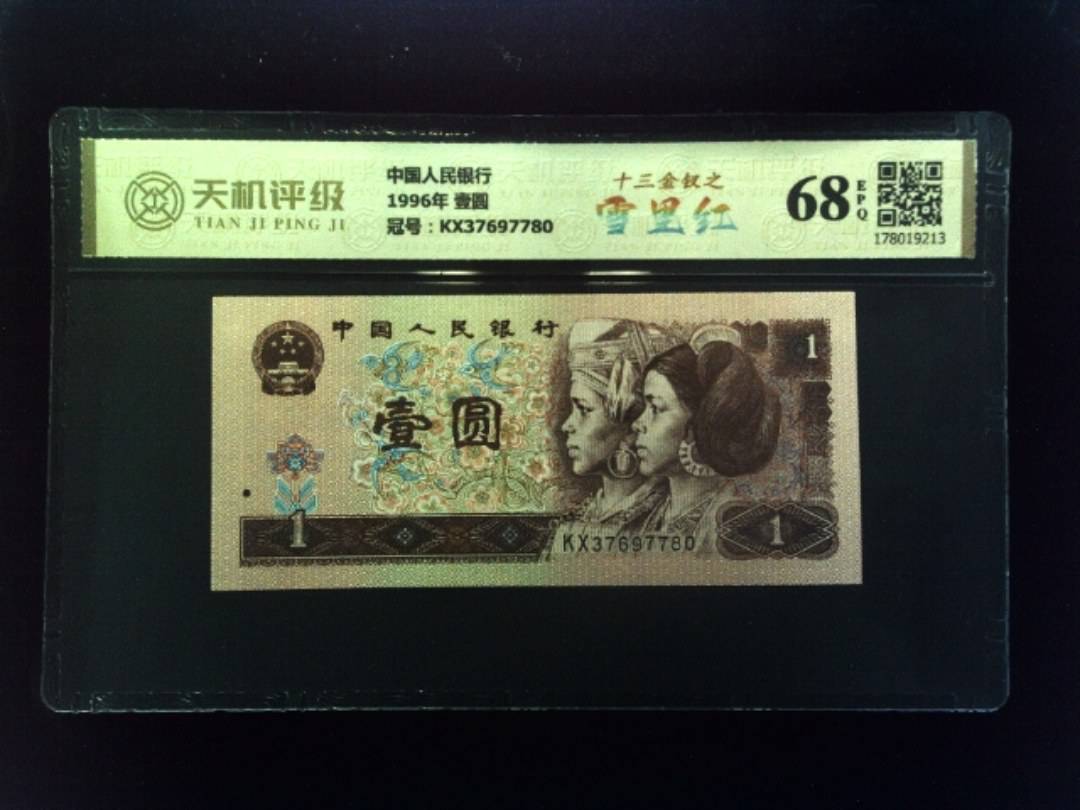 天机评级
TIAN JI PING JI
中国人民银行
1996年 壹圆
冠号：KX37697780
十三金钗之
雪里红
68
EPQ
178019213
中国人民银行
1
壹圆
1
KX37697780
1